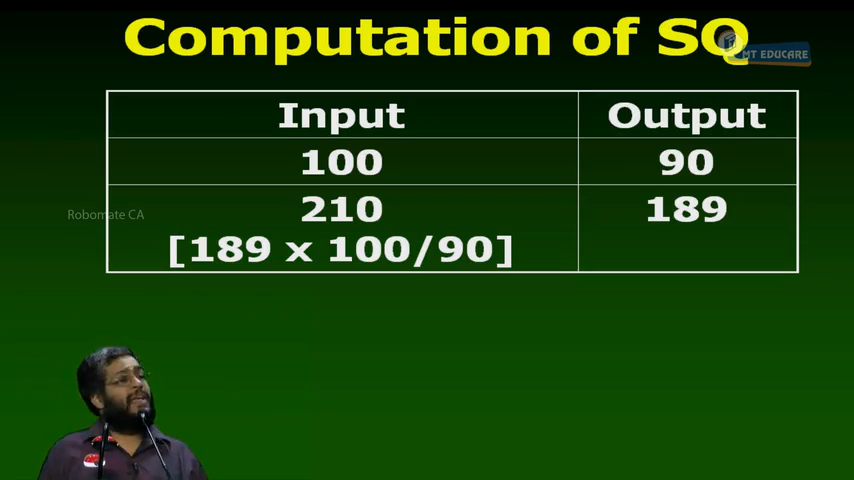 Computation of SQ
MT EDUCARE
Input Output
100 90
210 189
[189 x 100/90]
Robomate CA